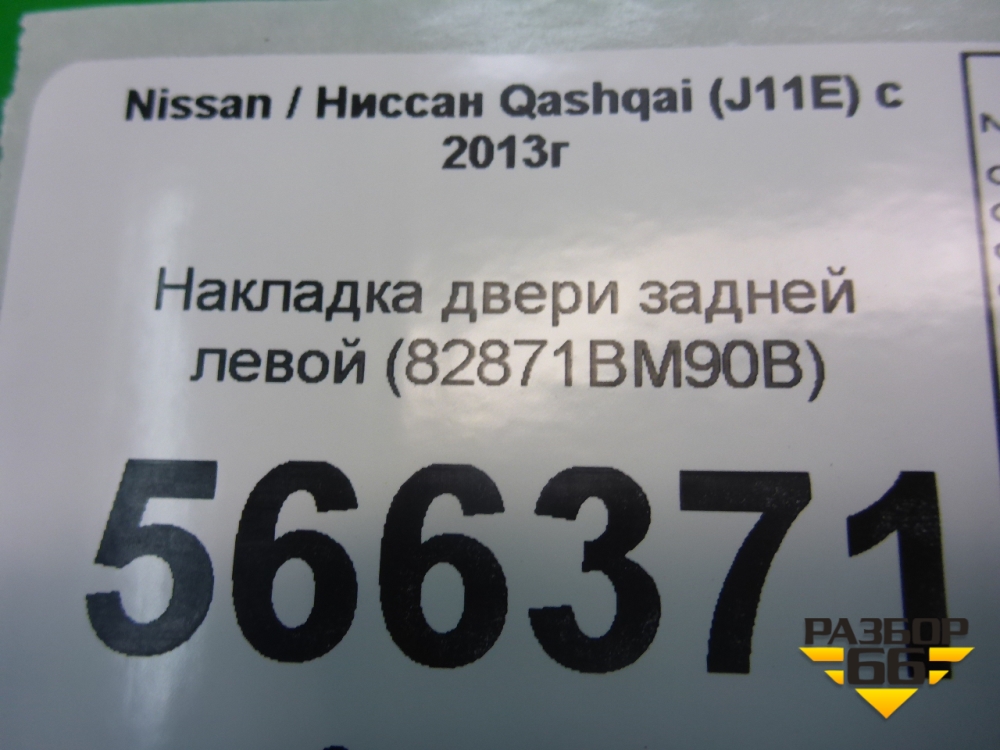 Nissan / Ниссан Qashqai (J11E) с
2013г
Накладка двери задней
левой (82871BM90B)
566371
РАЗБОР
66